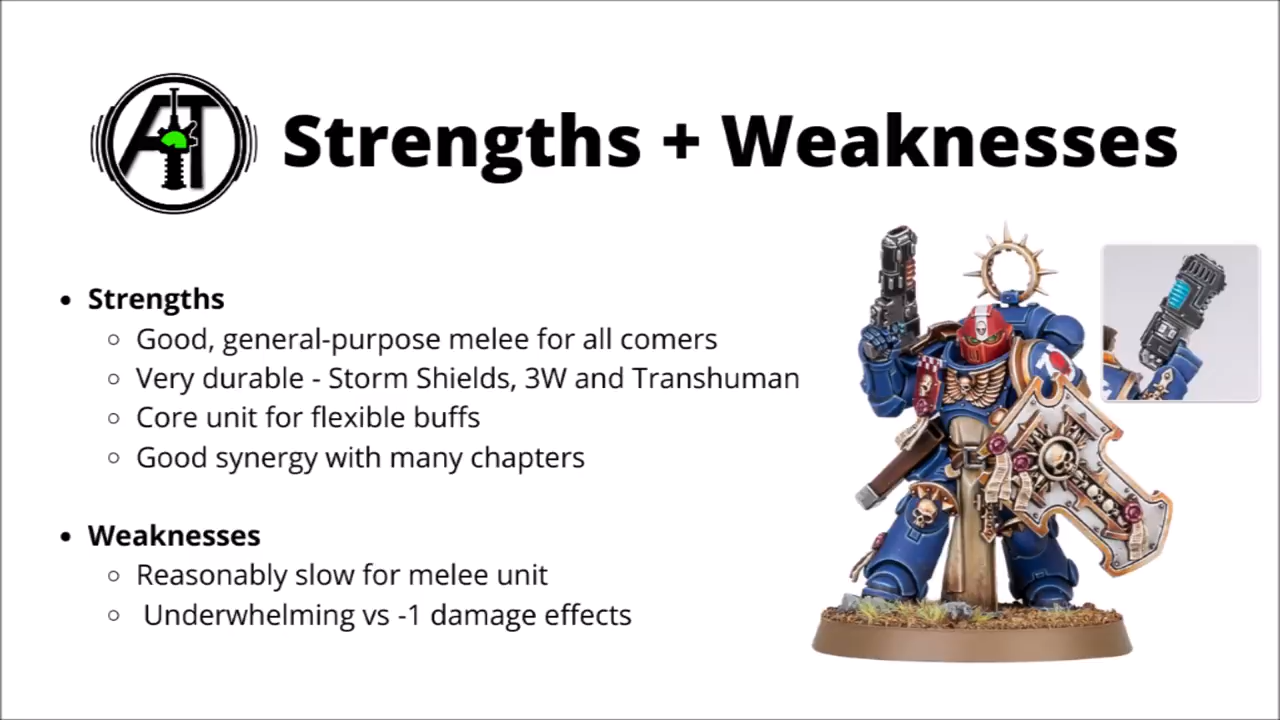 AT
Strengths + Weaknesses
Strengths
Good, general-purpose melee for all comers
Very durable - Storm Shields, 3W and Transhuman
Core unit for flexible buffs
Good synergy with many chapters
Weaknesses
Reasonably slow for melee unit
Underwhelming vs -1 damage effects